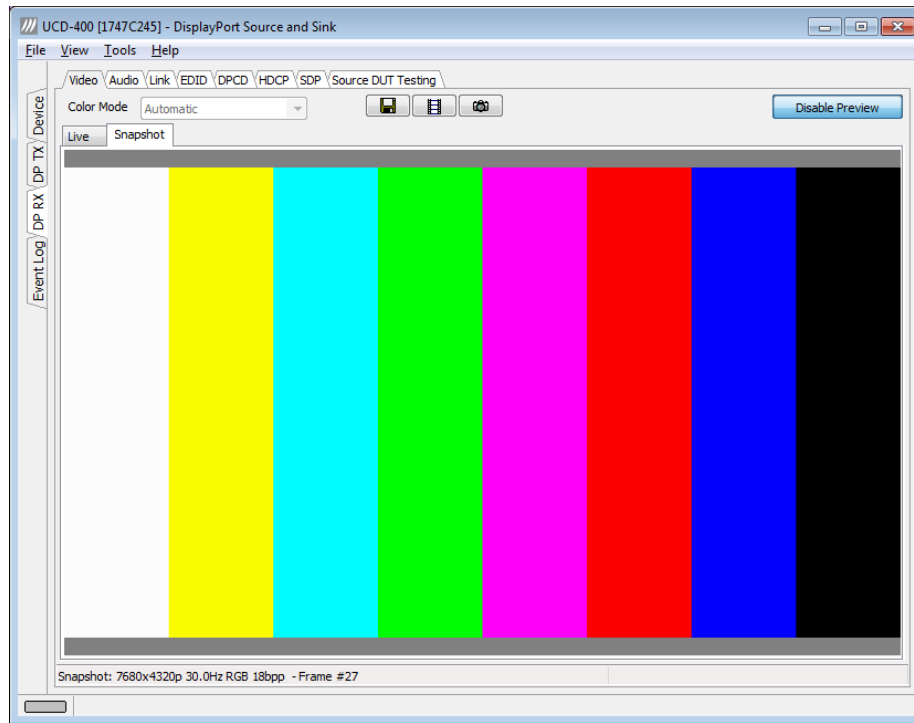 UCD-400 [1747C245] - DisplayPort Source and Sink
File View Tools Help
Video Audio Link EDID DPCD HDCP SDP Source DUT Testing
Device
DP TX
DP RX
Event Log
Color Mode Automatic Disable Preview
Live Snapshot
Snapshot: 7680x4320p 30.0Hz RGB 18bpp - Frame #27